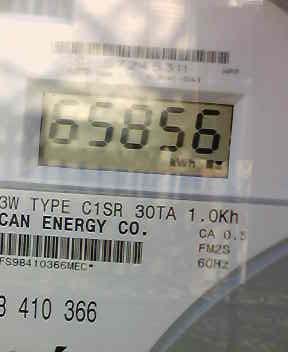 65856
kWh
3W TYPE C1SR 30TA 1.0Kh
CAN ENERGY CO.
CA 0.5
FM2S
60Hz
FS98410366MEC*
8 410 366